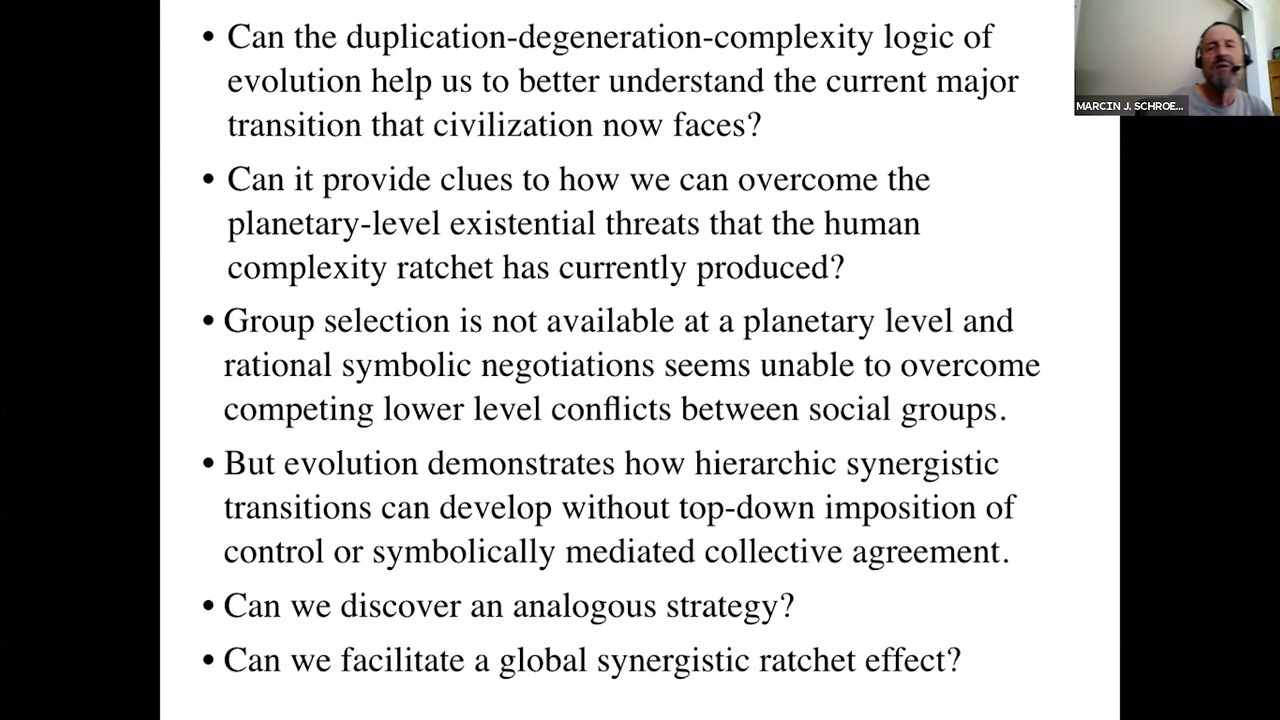 • Can the duplication-degeneration-complexity logic of
evolution help us to better understand the current major
transition that civilization now faces?
• Can it provide clues to how we can overcome the
planetary-level existential threats that the human
complexity ratchet has currently produced?
• Group selection is not available at a planetary level and
rational symbolic negotiations seems unable to overcome
competing lower level conflicts between social groups.
• But evolution demonstrates how hierarchic synergistic
transitions can develop without top-down imposition of
control or symbolically mediated collective agreement.
• Can we discover an analogous strategy?
• Can we facilitate a global synergistic ratchet effect?
MARCIN J. SCHROE...